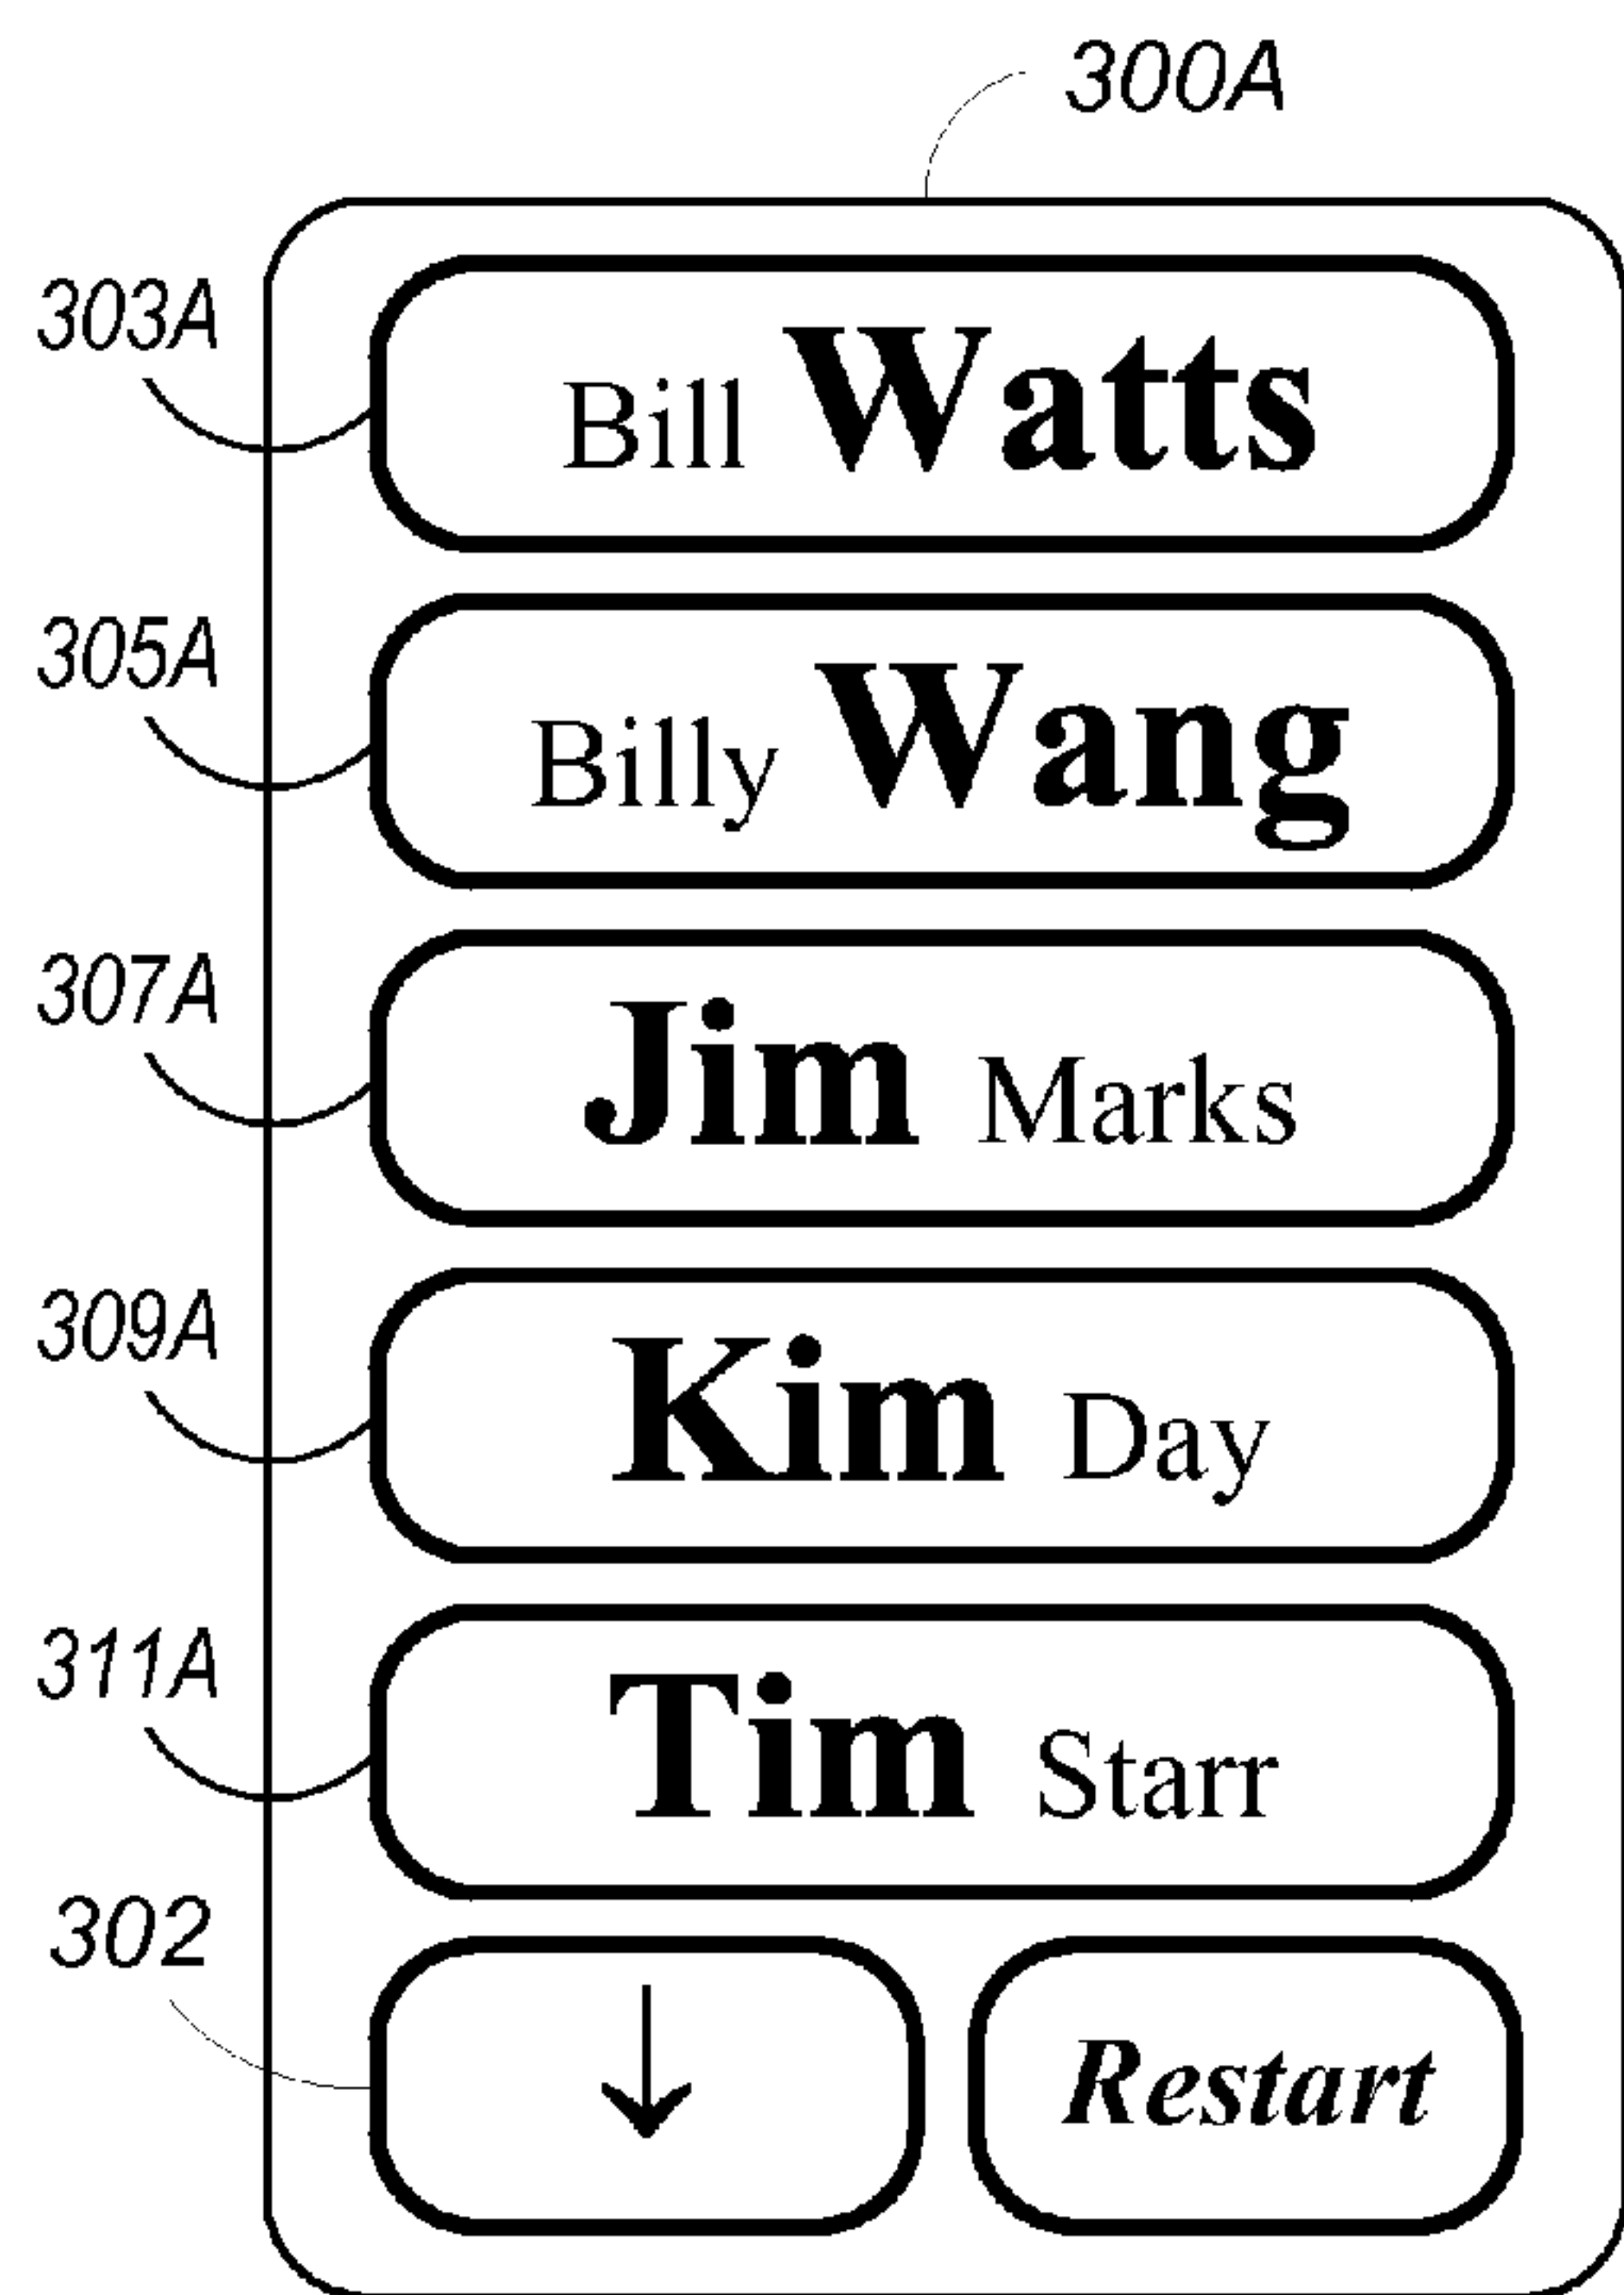 300A
303A
Bill Watts
305A
Billy Wang
307A
Jim Marks
309A
Kim Day
311A
Tim Starr
302
↓ Restart